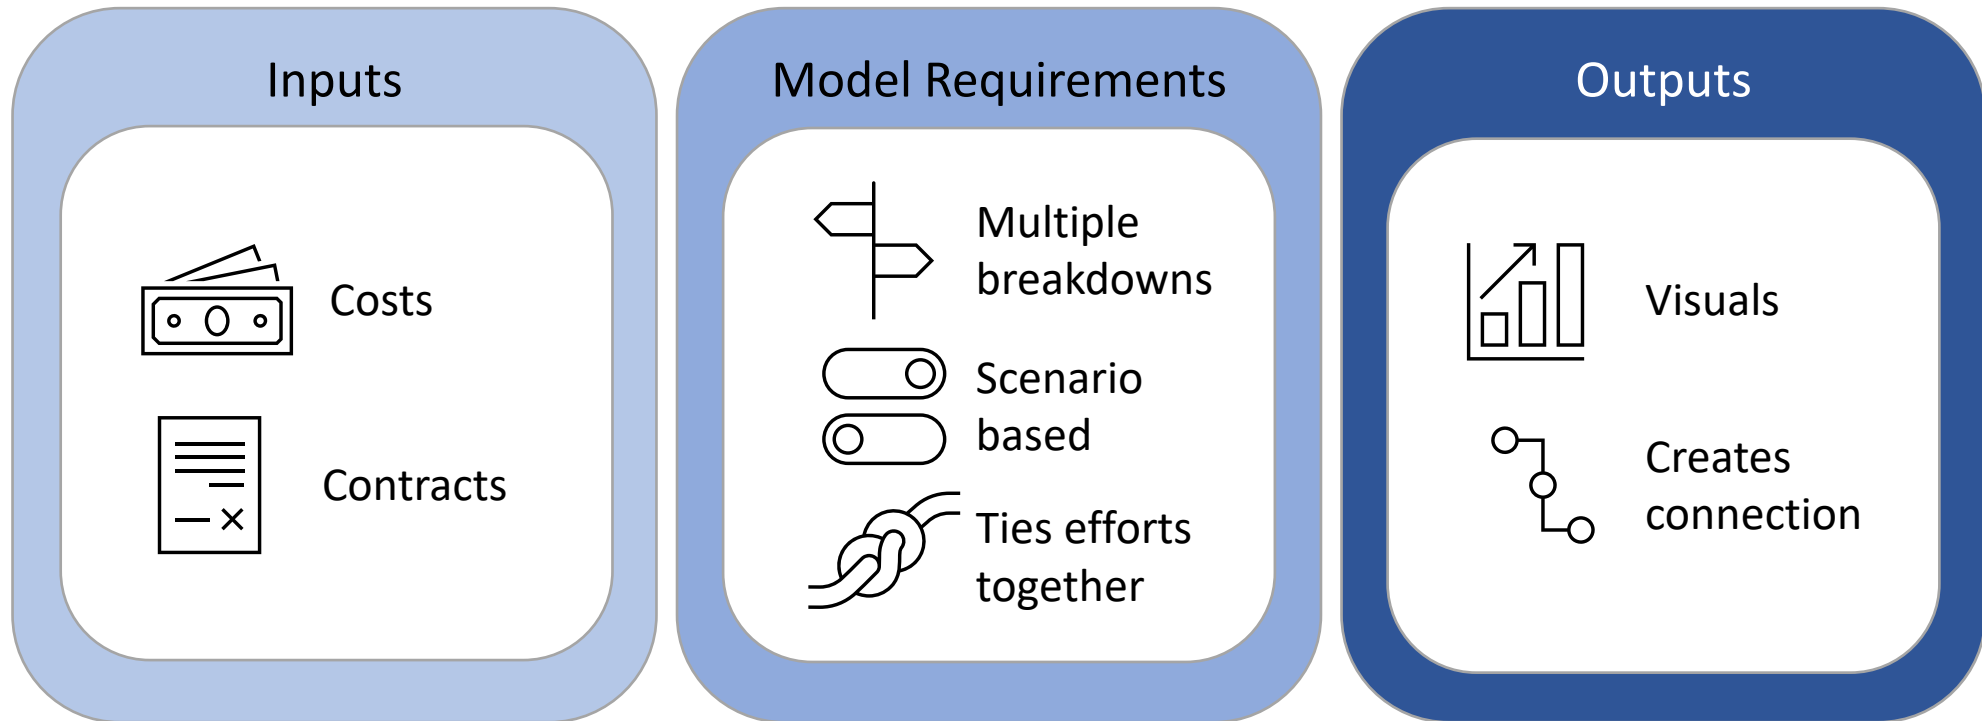 Inputs
Costs
Contracts
Model Requirements
Multiple
breakdowns
Scenario
based
Ties efforts
together
Outputs
Visuals
Creates
connection